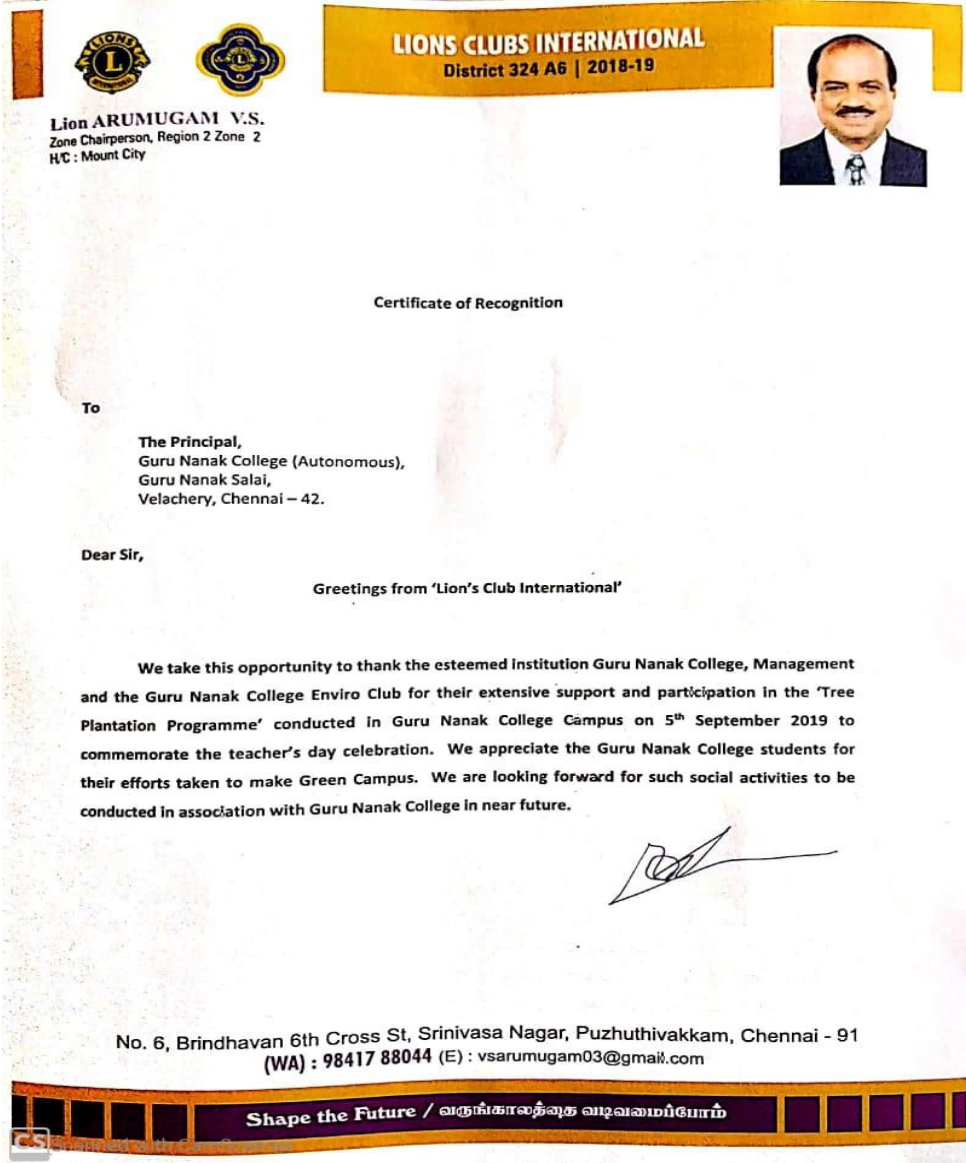 LIONS
L
LIONS CLUBS INTERNATIONAL
District 324 A6 | 2018-19
Lion ARUMUGAM V.S.
Zone Chairperson, Region 2 Zone 2
H/C : Mount City
Certificate of Recognition
To
The Principal,
Guru Nanak College (Autonomous),
Guru Nanak Salai,
Velachery, Chennai – 42.
Dear Sir,
Greetings from ‘Lion’s Club International’
We take this opportunity to thank the esteemed institution Guru Nanak College, Management
and the Guru Nanak College Enviro Club for their extensive support and participation in the ‘Tree
Plantation Programme’ conducted in Guru Nanak College Campus on 5th September 2019 to
commemorate the teacher’s day celebration. We appreciate the Guru Nanak College students for
their efforts taken to make Green Campus. We are looking forward for such social activities to be
conducted in association with Guru Nanak College in near future.
No. 6, Brindhavan 6th Cross St, Srinivasa Nagar, Puzhuthivakkam, Chennai - 91
(WA) : 98417 88044 (E) : vsarumugam03@gmail.com
Shape the Future / வருங்காலத்தை வடிவமைப்போம்
CS Scanned with CamScanner